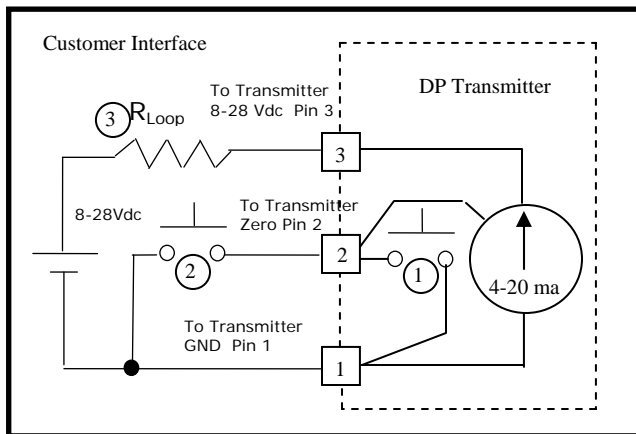 Customer Interface
DP Transmitter
To Transmitter
8-28 Vdc Pin 3
3
RLoop
3
8-28Vdc
To Transmitter
Zero Pin 2
2
2
1
4-20 ma
To Transmitter
GND Pin 1
1